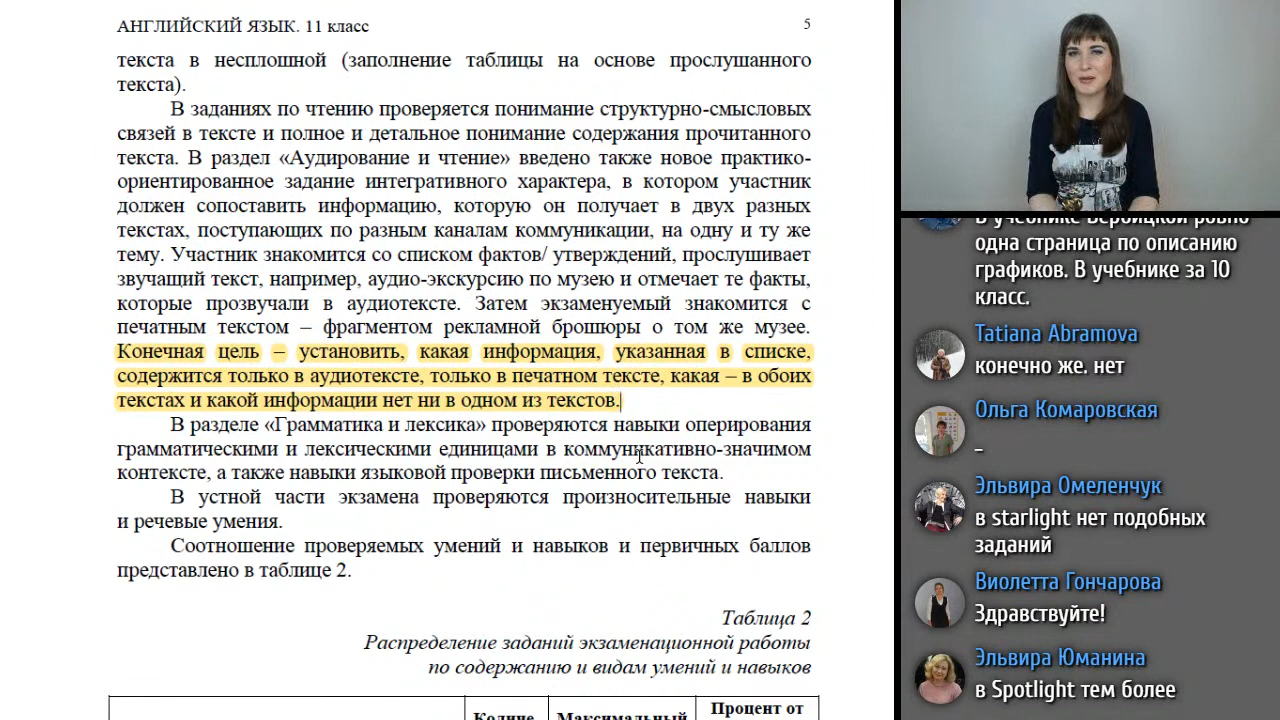 АНГЛИЙСКИЙ ЯЗЫК. 11 класс
5
текста в несплошной (заполнение таблицы на основе прослушанного
текста).
В заданиях по чтению проверяется понимание структурно-смысловых
связей в тексте и полное и детальное понимание содержания прочитанного
текста. В раздел «Аудирование и чтение» введено также новое практико-
ориентированное задание интегративного характера, в котором участник
должен сопоставить информацию, которую он получает в двух разных
текстах, поступающих по разным каналам коммуникации, на одну и ту же
тему. Участник знакомится со списком фактов/ утверждений, прослушивает
звучащий текст, например, аудио-экскурсию по музею и отмечает те факты,
которые прозвучали в аудиотексте. Затем экзаменуемый знакомится с
печатным текстом – фрагментом рекламной брошюры о том же музее.
Конечная цель – установить, какая информация, указанная в списке,
содержится только в аудиотексте, только в печатном тексте, какая – в обоих
текстах и какой информации нет ни в одном из текстов.
В разделе «Грамматика и лексика» проверяются навыки оперирования
грамматическими и лексическими единицами в коммуникативно-значимом
контексте, а также навыки языковой проверки письменного текста.
В устной части экзамена проверяются произносительные навыки
и речевые умения.
Соотношение проверяемых умений и навыков и первичных баллов
представлено в таблице 2.
Таблица 2
Распределение заданий экзаменационной работы
по содержанию и видам умений и навыков
Количе
Максимальный
Процент от
В учебнике Вербицкой ровно
одна страница по описанию
графиков. В учебнике за 10
класс.
Tatiana Abramova
конечно же. нет
Ольга Комаровская
-
Эльвира Омеленчук
в starlight нет подобных
заданий
Виолетта Гончарова
Здравствуйте!
Эльвира Юманина
в Spotlight тем более